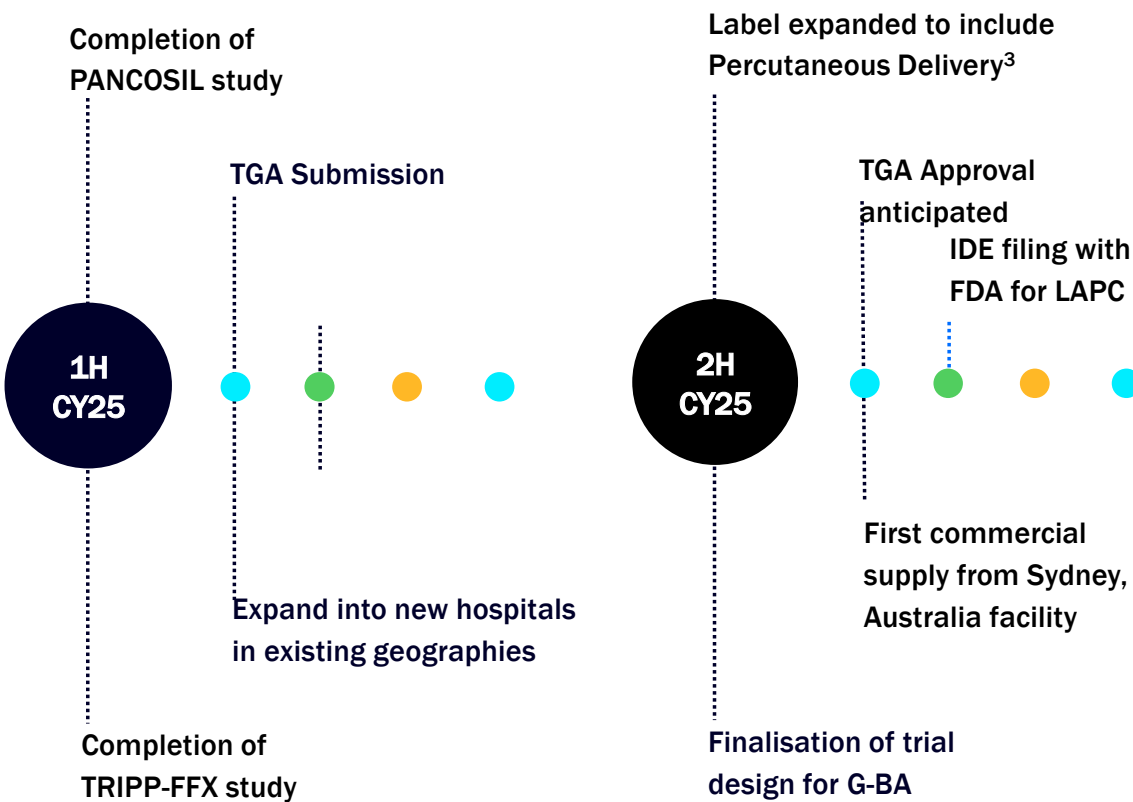 Completion of
PANCOSIL study
TGA Submission
1H
CY25
Expand into new hospitals
in existing geographies
Completion of
TRIPP-FFX study
Label expanded to include
Percutaneous Delivery³
TGA Approval
anticipated
IDE filing with
FDA for LAPC
2H
CY25
First commercial
supply from Sydney,
Australia facility
Finalisation of trial
design for G-BA